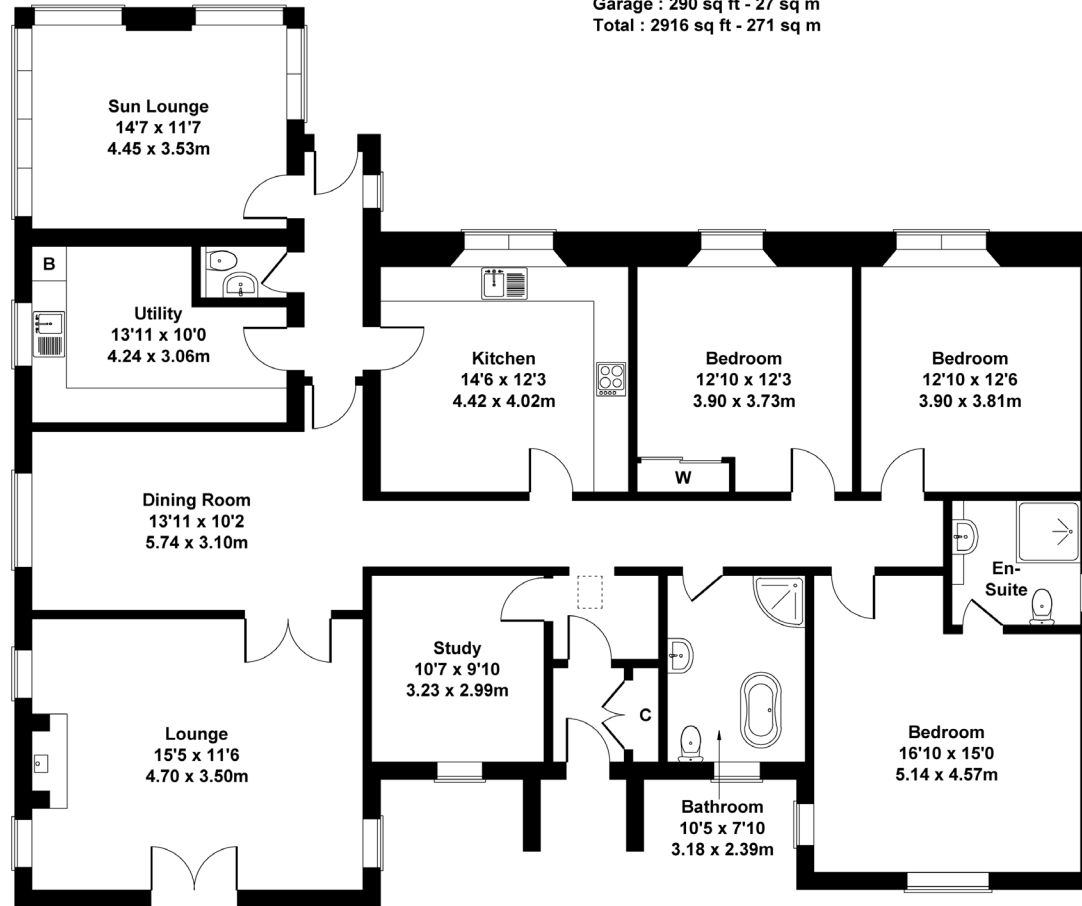 Garage : 290 sq ft - 27 sq m
Total : 2916 sq ft - 271 sq m
Sun Lounge
14'7 x 11'7
4.45 x 3.53m
B
Utility
13'11 x 10'0
4.24 x 3.06m
Kitchen
14'6 x 12'3
4.42 x 4.02m
Bedroom
12'10 x 12'3
3.90 x 3.73m
W
Bedroom
12'10 x 12'6
3.90 x 3.81m
Dining Room
13'11 x 10'2
5.74 x 3.10m
En-
Suite
Study
10'7 x 9'10
3.23 x 2.99m
C
Lounge
15'5 x 11'6
4.70 x 3.50m
Bathroom
10'5 x 7'10
3.18 x 2.39m
Bedroom
16'10 x 15'0
5.14 x 4.57m